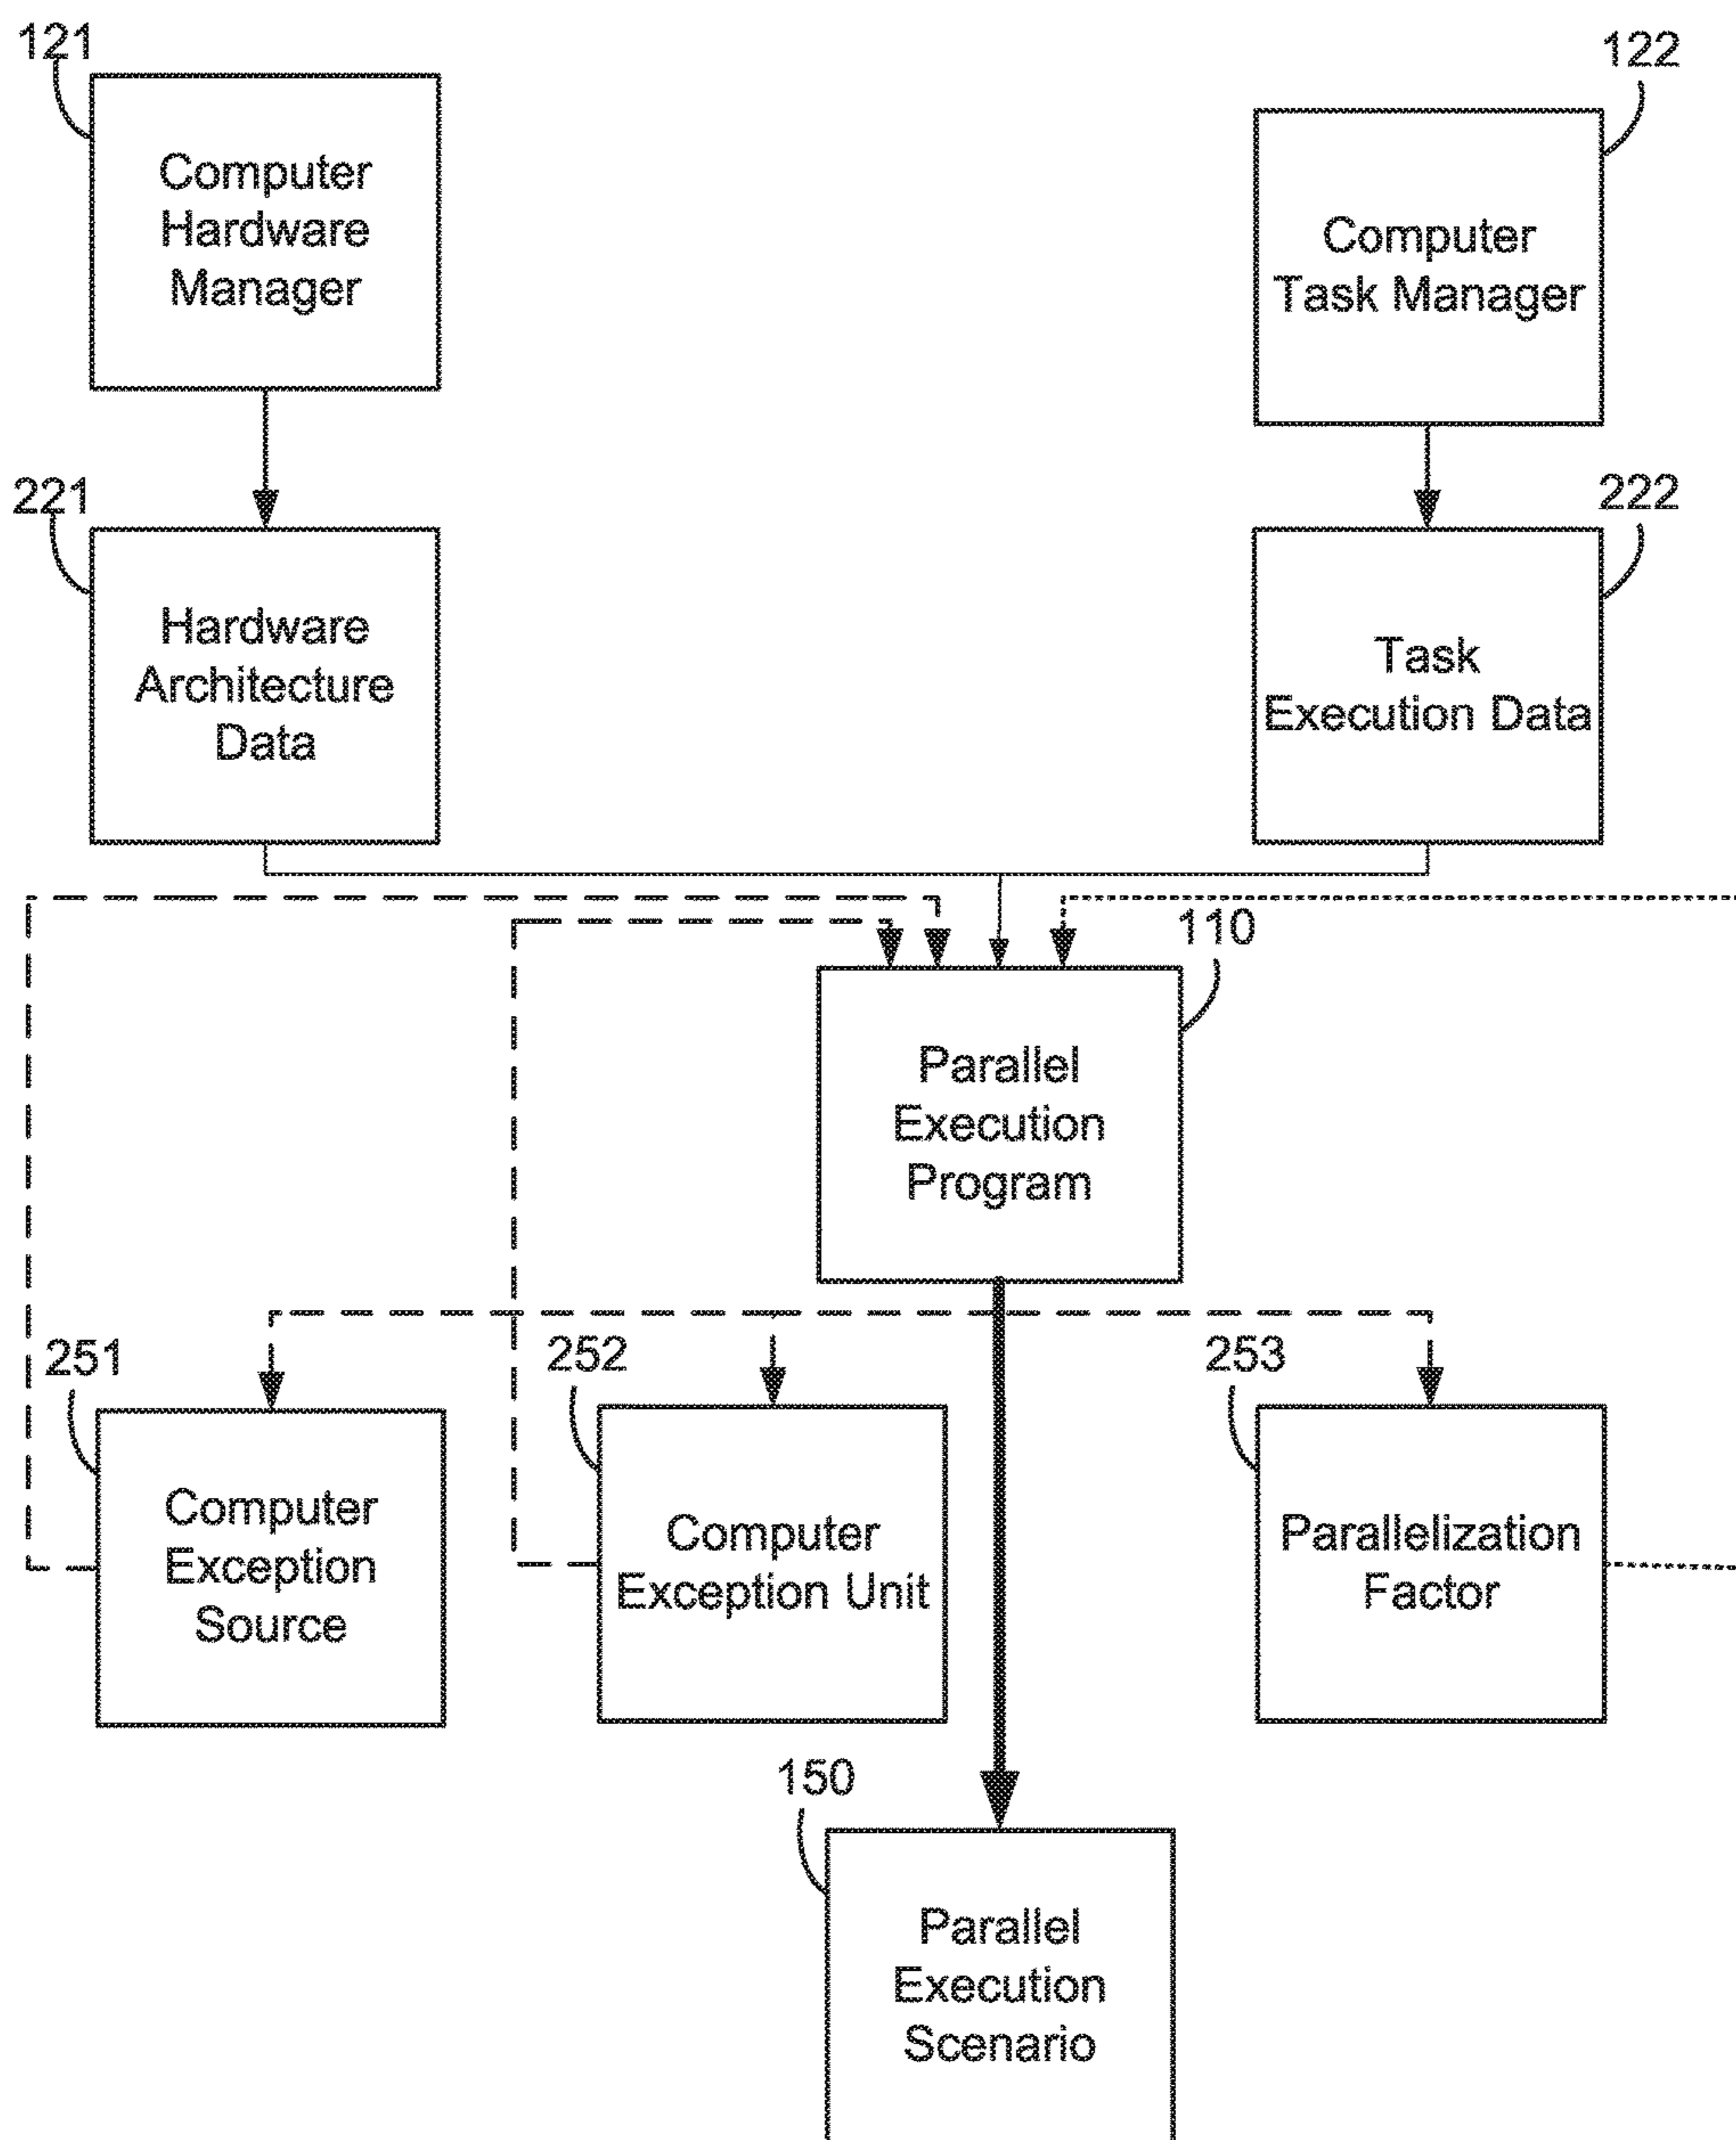 121
Computer
Hardware
Manager
122
Computer
Task Manager
221
Hardware
Architecture
Data
222
Task
Execution Data
110
Parallel
Execution
Program
251
Computer
Exception
Source
252
Computer
Exception Unit
253
Parallelization
Factor
150
Parallel
Execution
Scenario